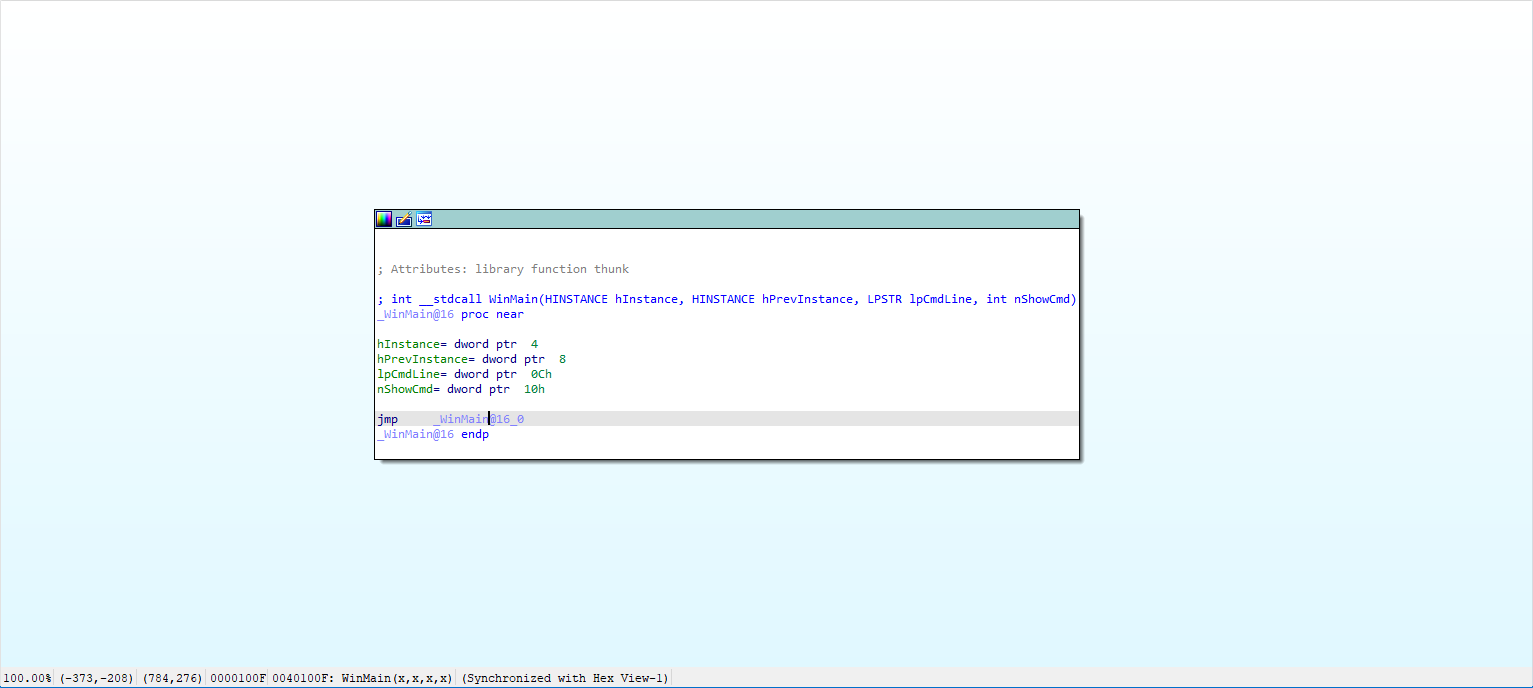 ; Attributes: library function thunk
; int __stdcall WinMain(HINSTANCE hInstance, HINSTANCE hPrevInstance, LPSTR lpCmdLine, int nShowCmd)
_WinMain@16 proc near
hInstance= dword ptr  4
hPrevInstance= dword ptr  8
lpCmdLine= dword ptr  0Ch
nShowCmd= dword ptr  10h
jmp     _WinMain@16_0
_WinMain@16 endp
100.00% (-373,-208) (784,276) 0000100F 0040100F: WinMain(x,x,x,x) (Synchronized with Hex View-1)